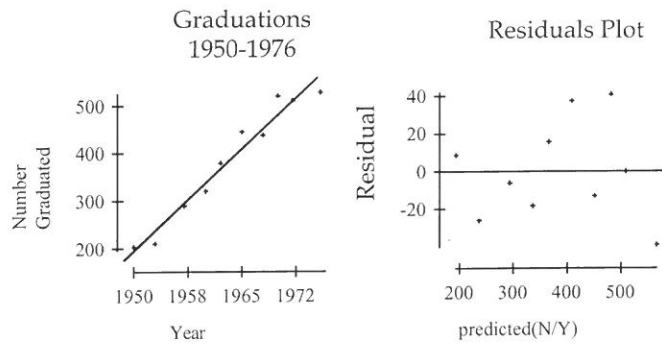 Graduations
1950-1976
500
400
300
200
Number
Graduated
1950
1958
1965
1972
Year
Residuals Plot
40
20
0
-20
Residual
200
300
400
500
predicted(N/Y)